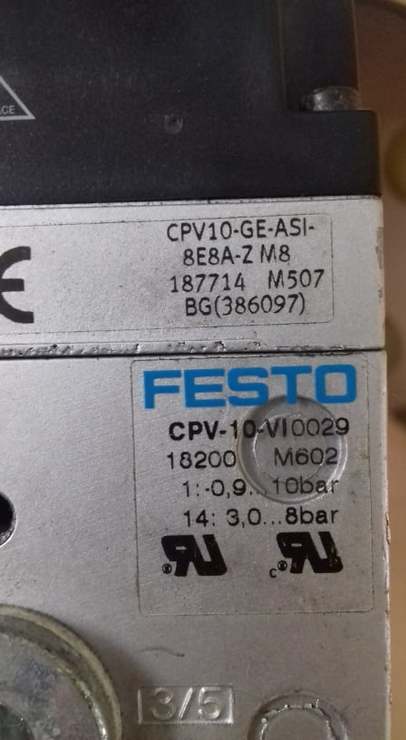 CE
CPV10-GE-ASI-
8E8A-Z M8
187714 M507
BG(386097)
FESTO
CPV-10-VI0029
18200 M602
1:-0,9...10bar
14: 3,0...8bar
3/5